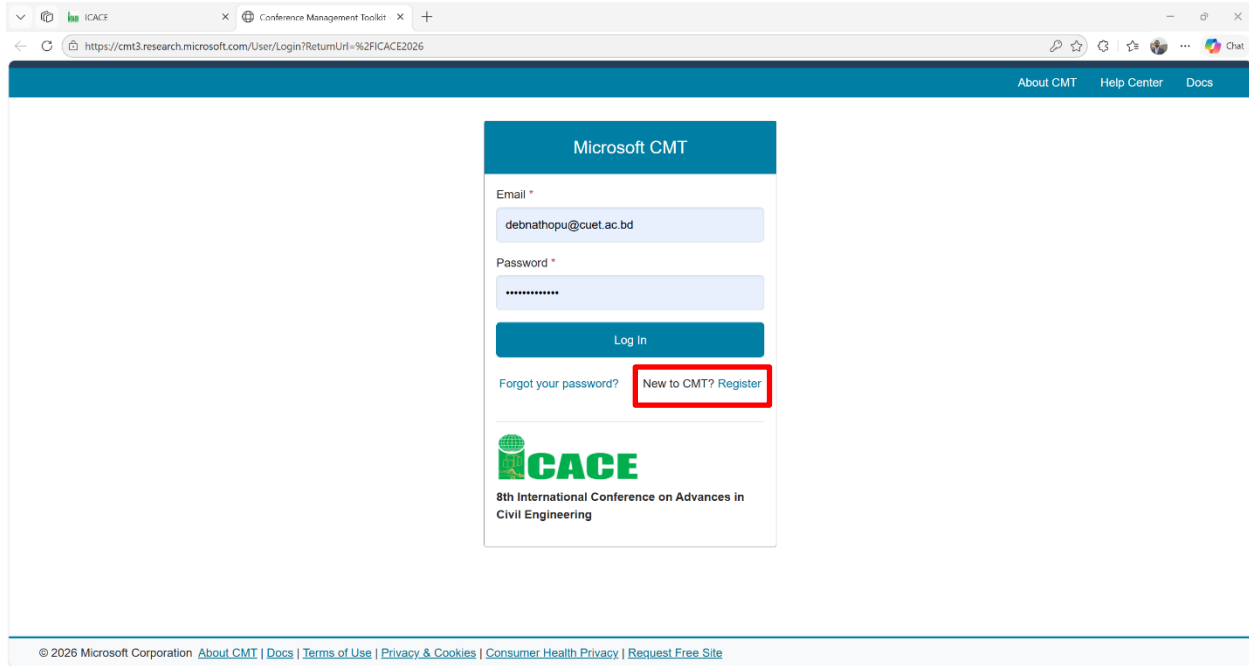 ICACE
Conference Management Toolkit
https://cmt3.research.microsoft.com/User/Login?ReturnUrl=%2FICACE2026
Chat
About CMT Help Center Docs
Microsoft CMT
Email *
debnathopu@cuet.ac.bd
Password *
•••••••••••••
Log In
Forgot your password? New to CMT? Register
iCACE
8th International Conference on Advances in
Civil Engineering
© 2026 Microsoft Corporation About CMT | Docs | Terms of Use | Privacy & Cookies | Consumer Health Privacy | Request Free Site